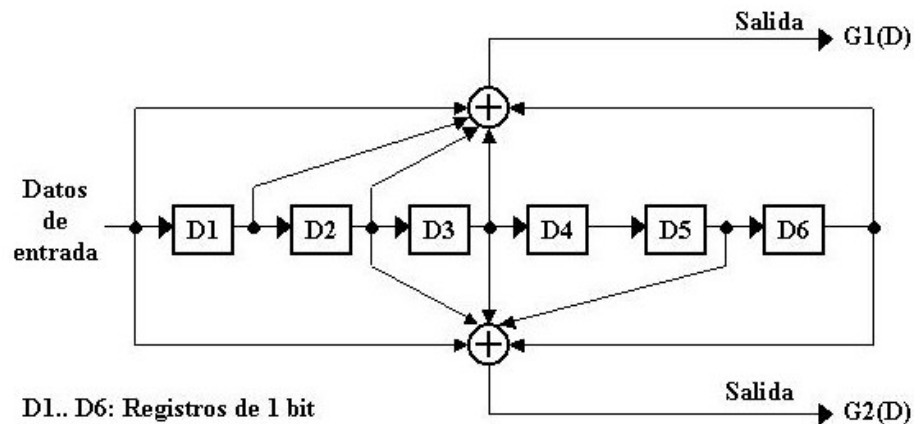 Salida
G1(D)
Datos
de
entrada
D1
D2
D3
D4
D5
D6
D1.. D6: Registros de 1 bit
Salida
G2(D)